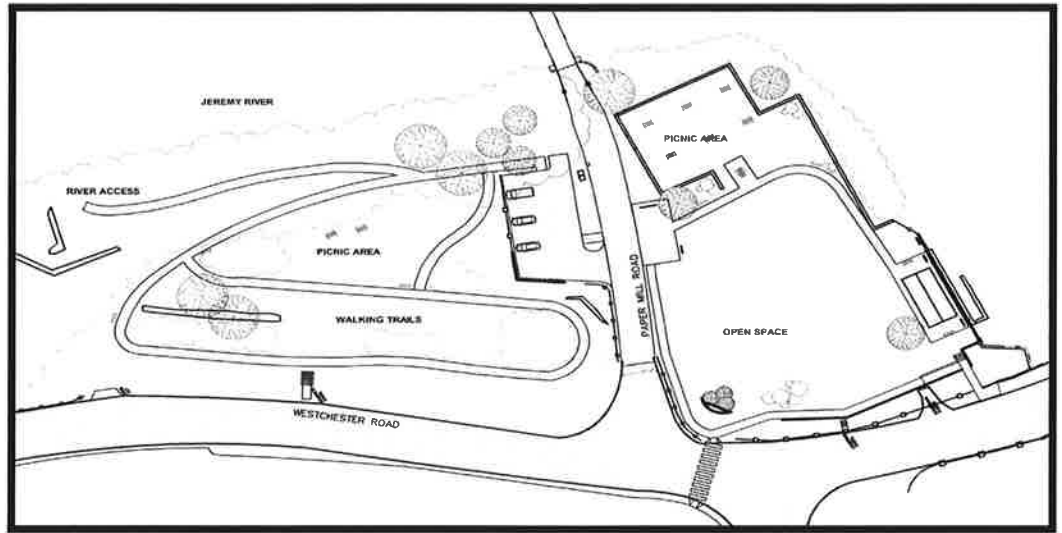 JEREMY RIVER
PICNIC AREA
RIVER ACCESS
PICNIC AREA
PAPER MILL ROAD
WALKING TRAILS
OPEN SPACE
WESTCHESTER ROAD